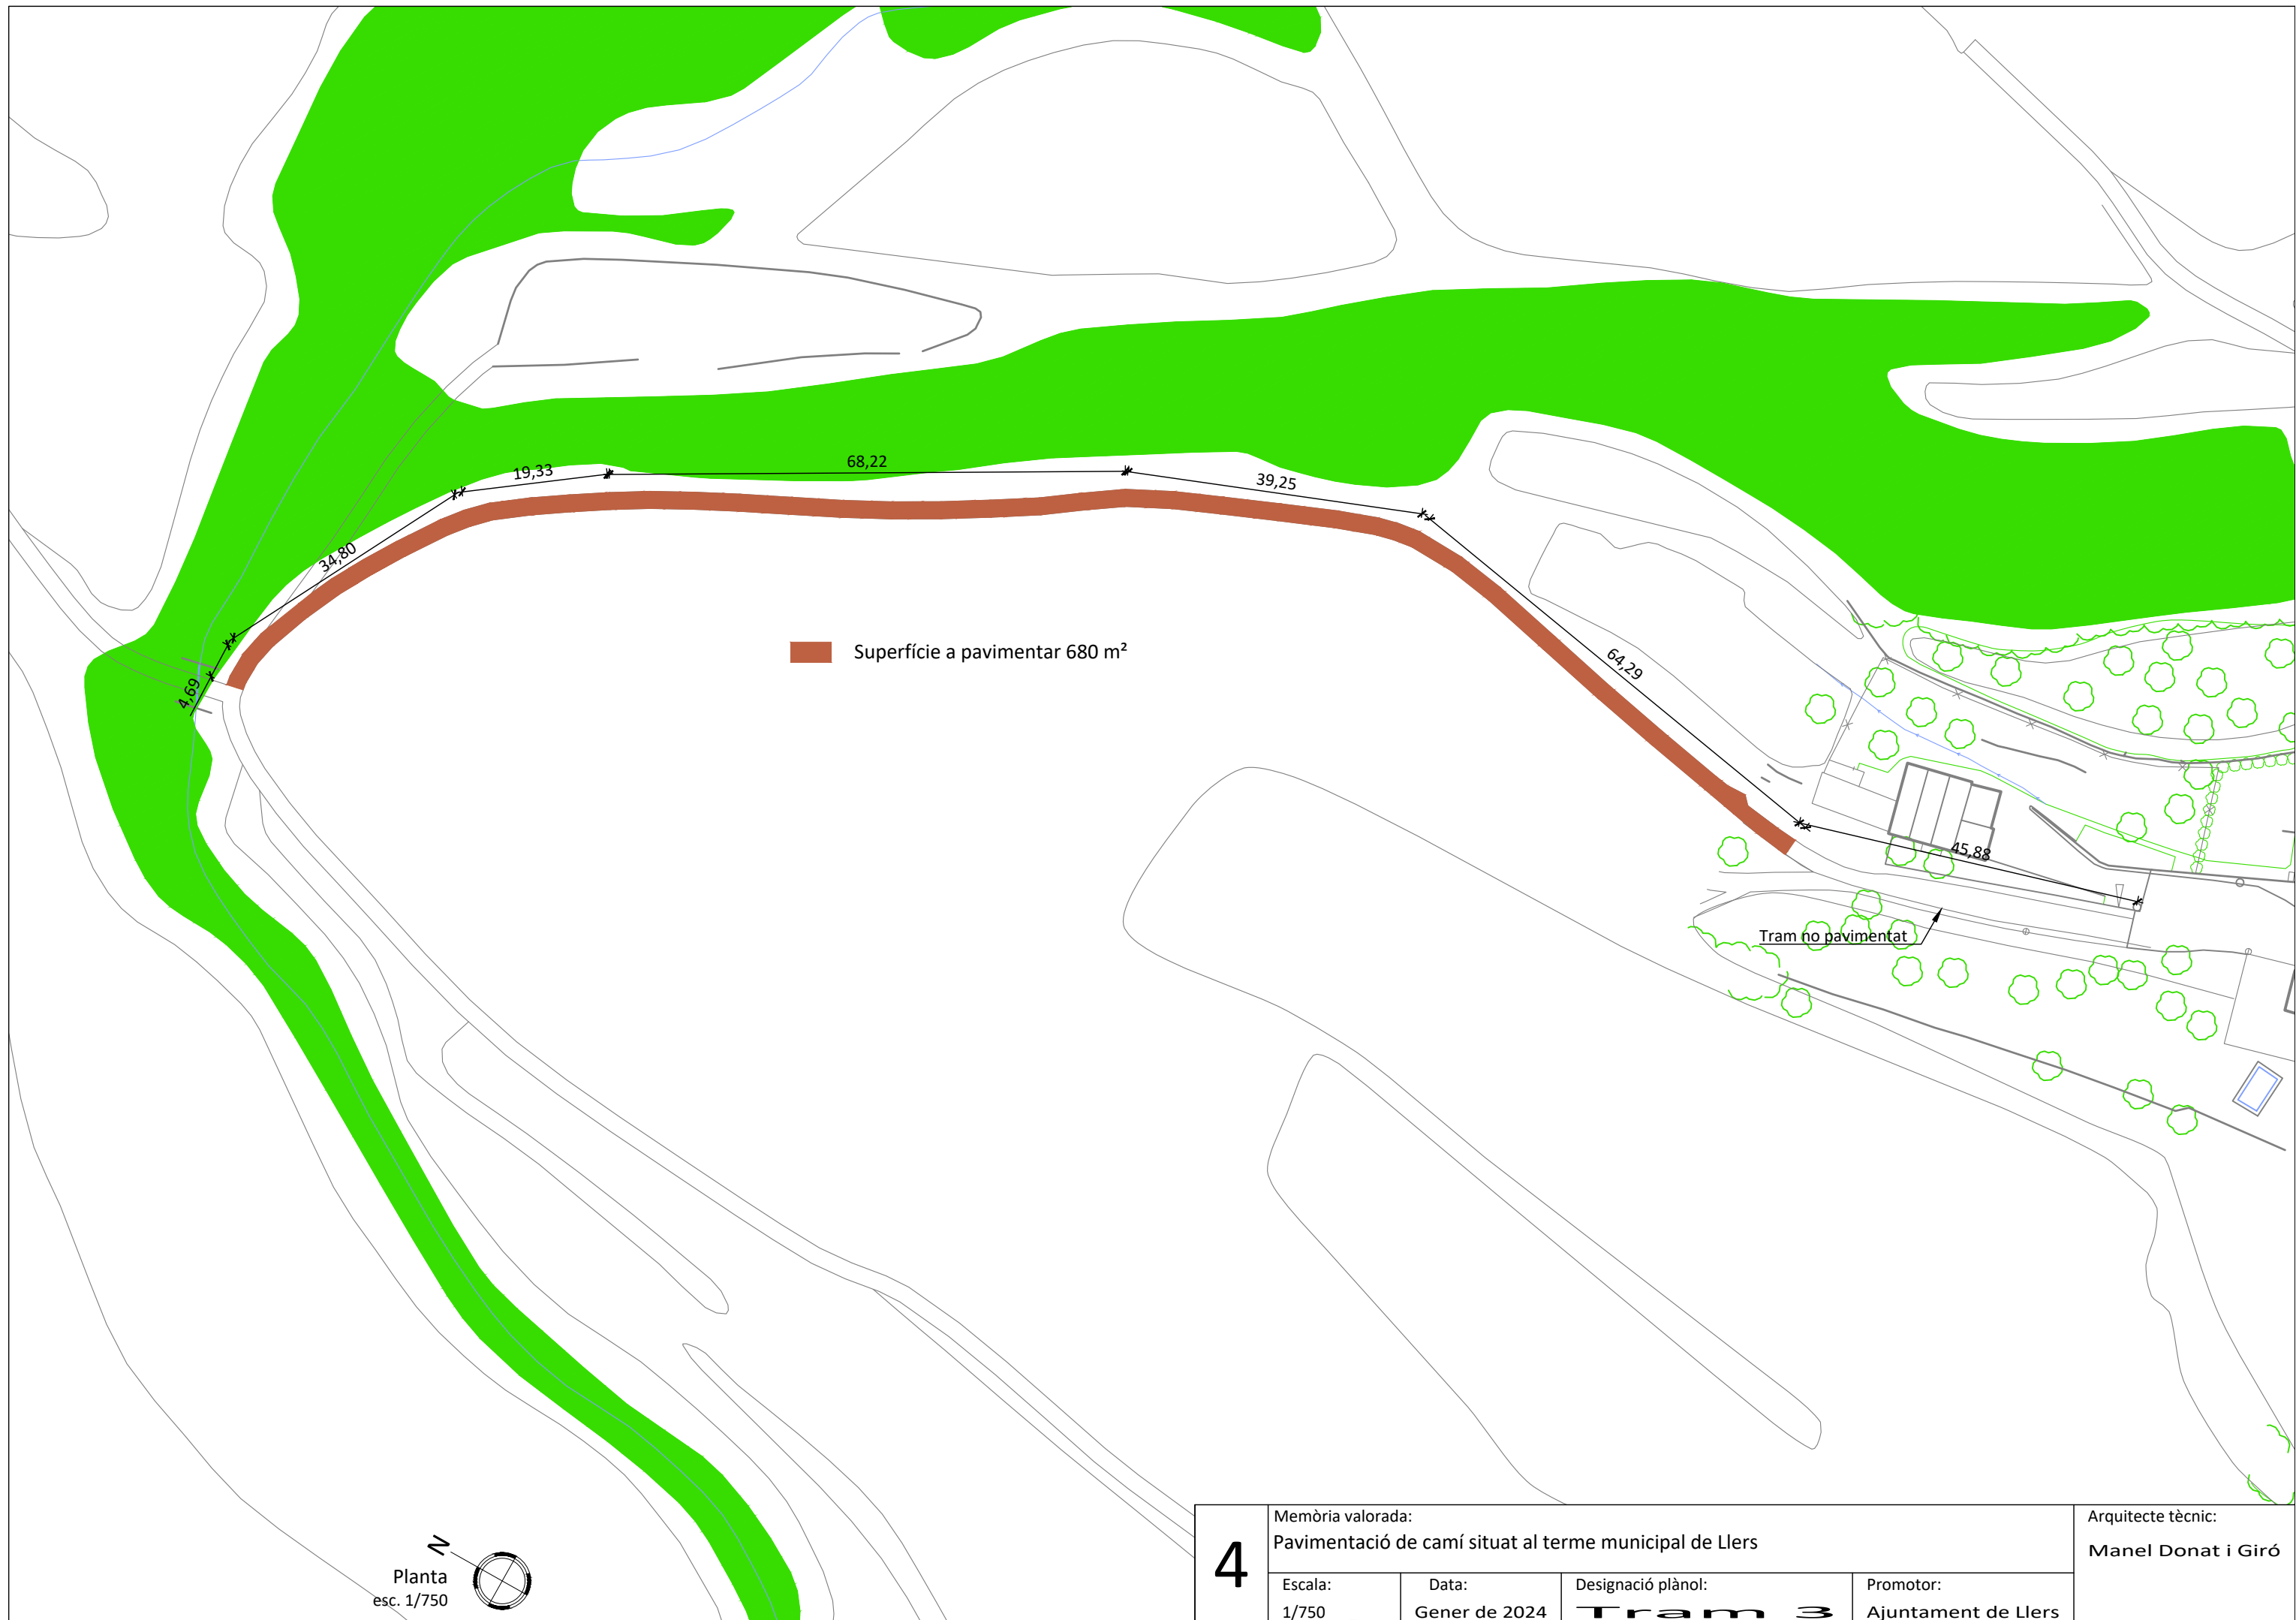 19,33
68,22
39,25
34,80
64,29
4,69
45,88
Superfície a pavimentar 680 m²
Tram no pavimentat
N
Planta
esc. 1/750
4
Memòria valorada:
Pavimentació de camí situat al terme municipal de Llers
Arquitecte tècnic:
Manel Donat i Giró
Escala:
1/750
Data:
Gener de 2024
Designació plànol:
Tram 3
Promotor:
Ajuntament de Llers